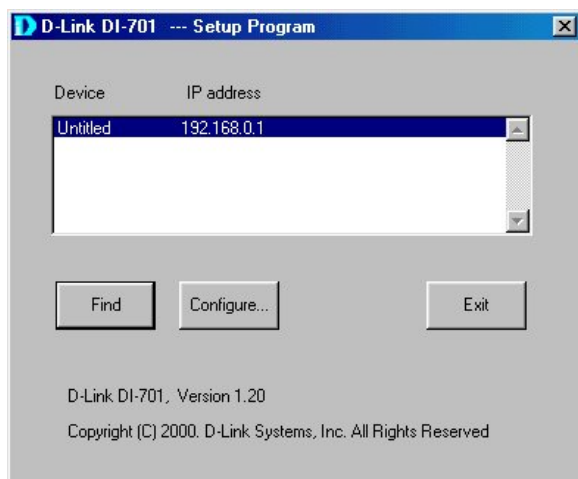 D-Link DI-701 --- Setup Program
Device IP address
Untitled 192.168.0.1
Find Configure... Exit
D-Link DI-701, Version 1.20
Copyright (C) 2000. D-Link Systems, Inc. All Rights Reserved